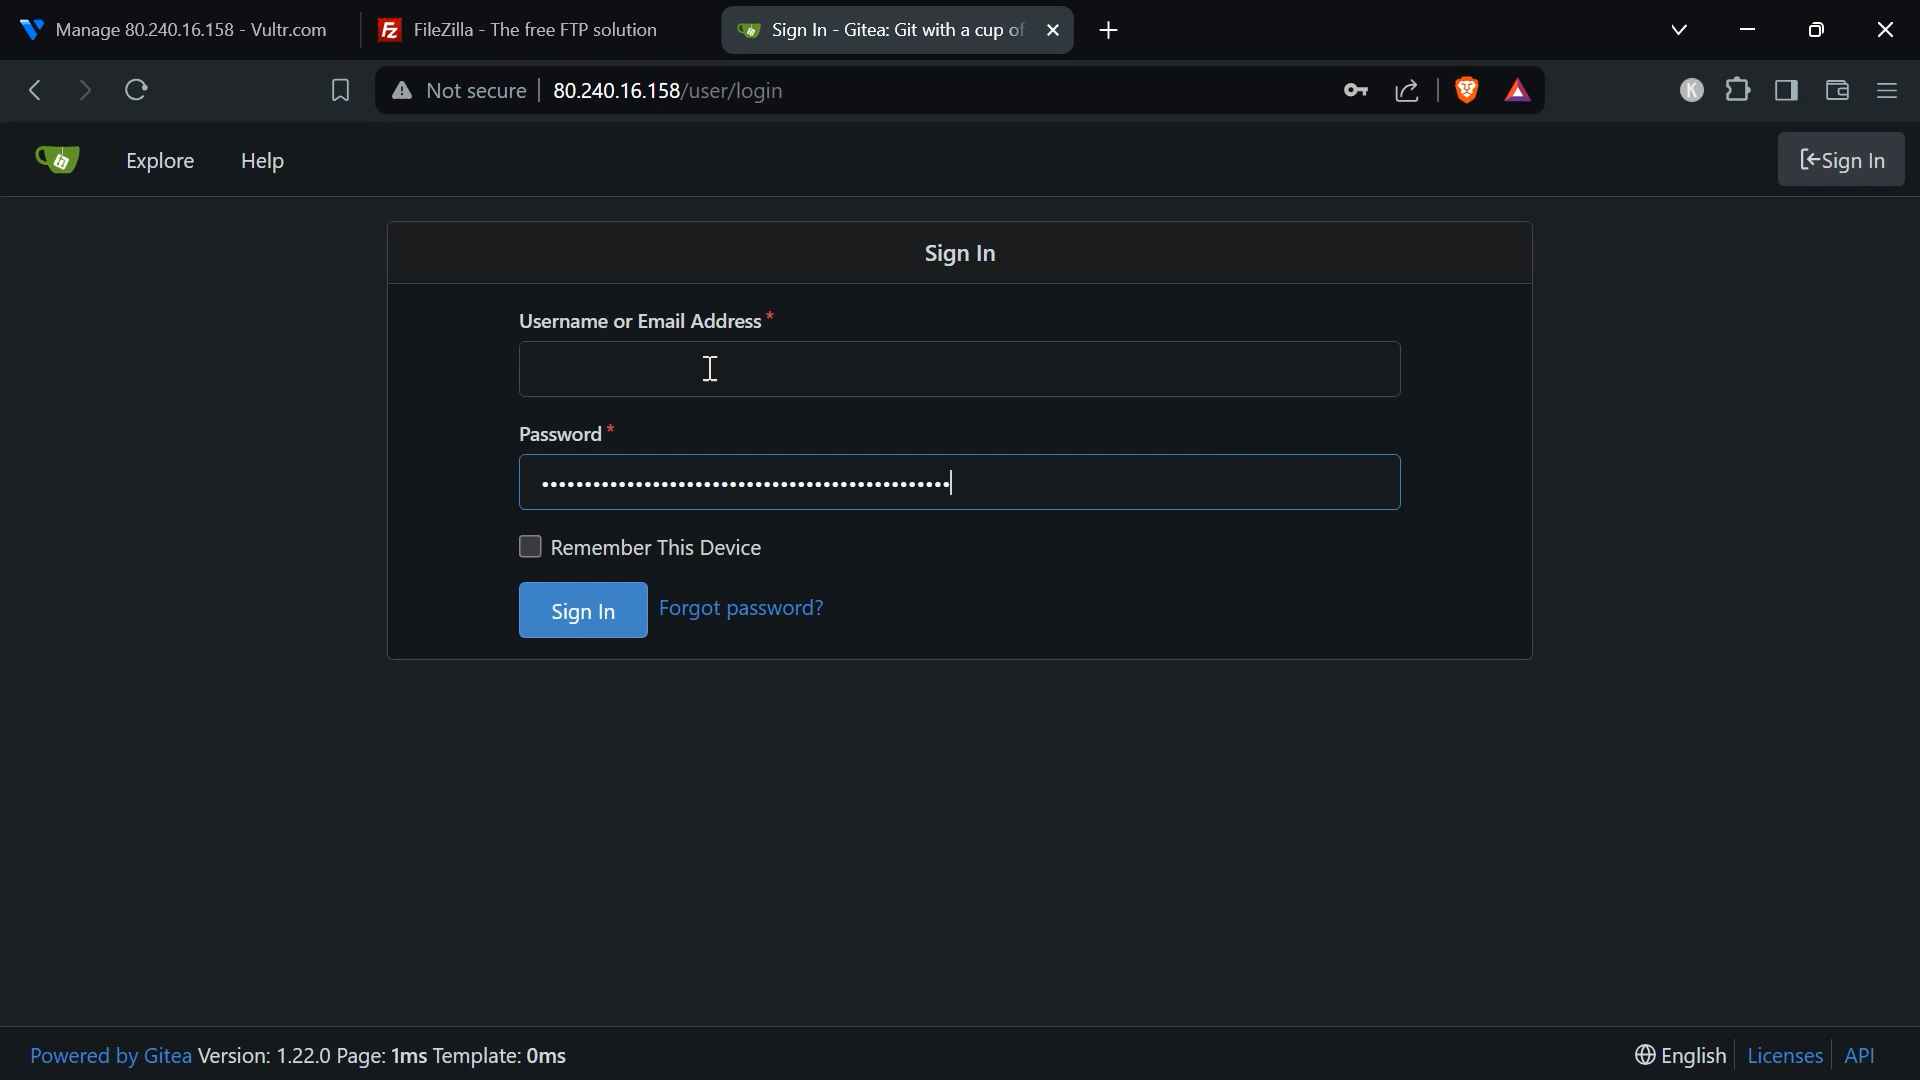 Manage 80.240.16.158 - Vultr.com
FileZilla - The free FTP solution
Sign In - Gitea: Git with a cup of
Not secure
80.240.16.158/user/login
K
Explore
Help
Sign In
Sign In
Username or Email Address *
Password *
Remember This Device
Sign In
Forgot password?
Powered by Gitea Version: 1.22.0 Page: 1ms Template: 0ms
English
Licenses
API